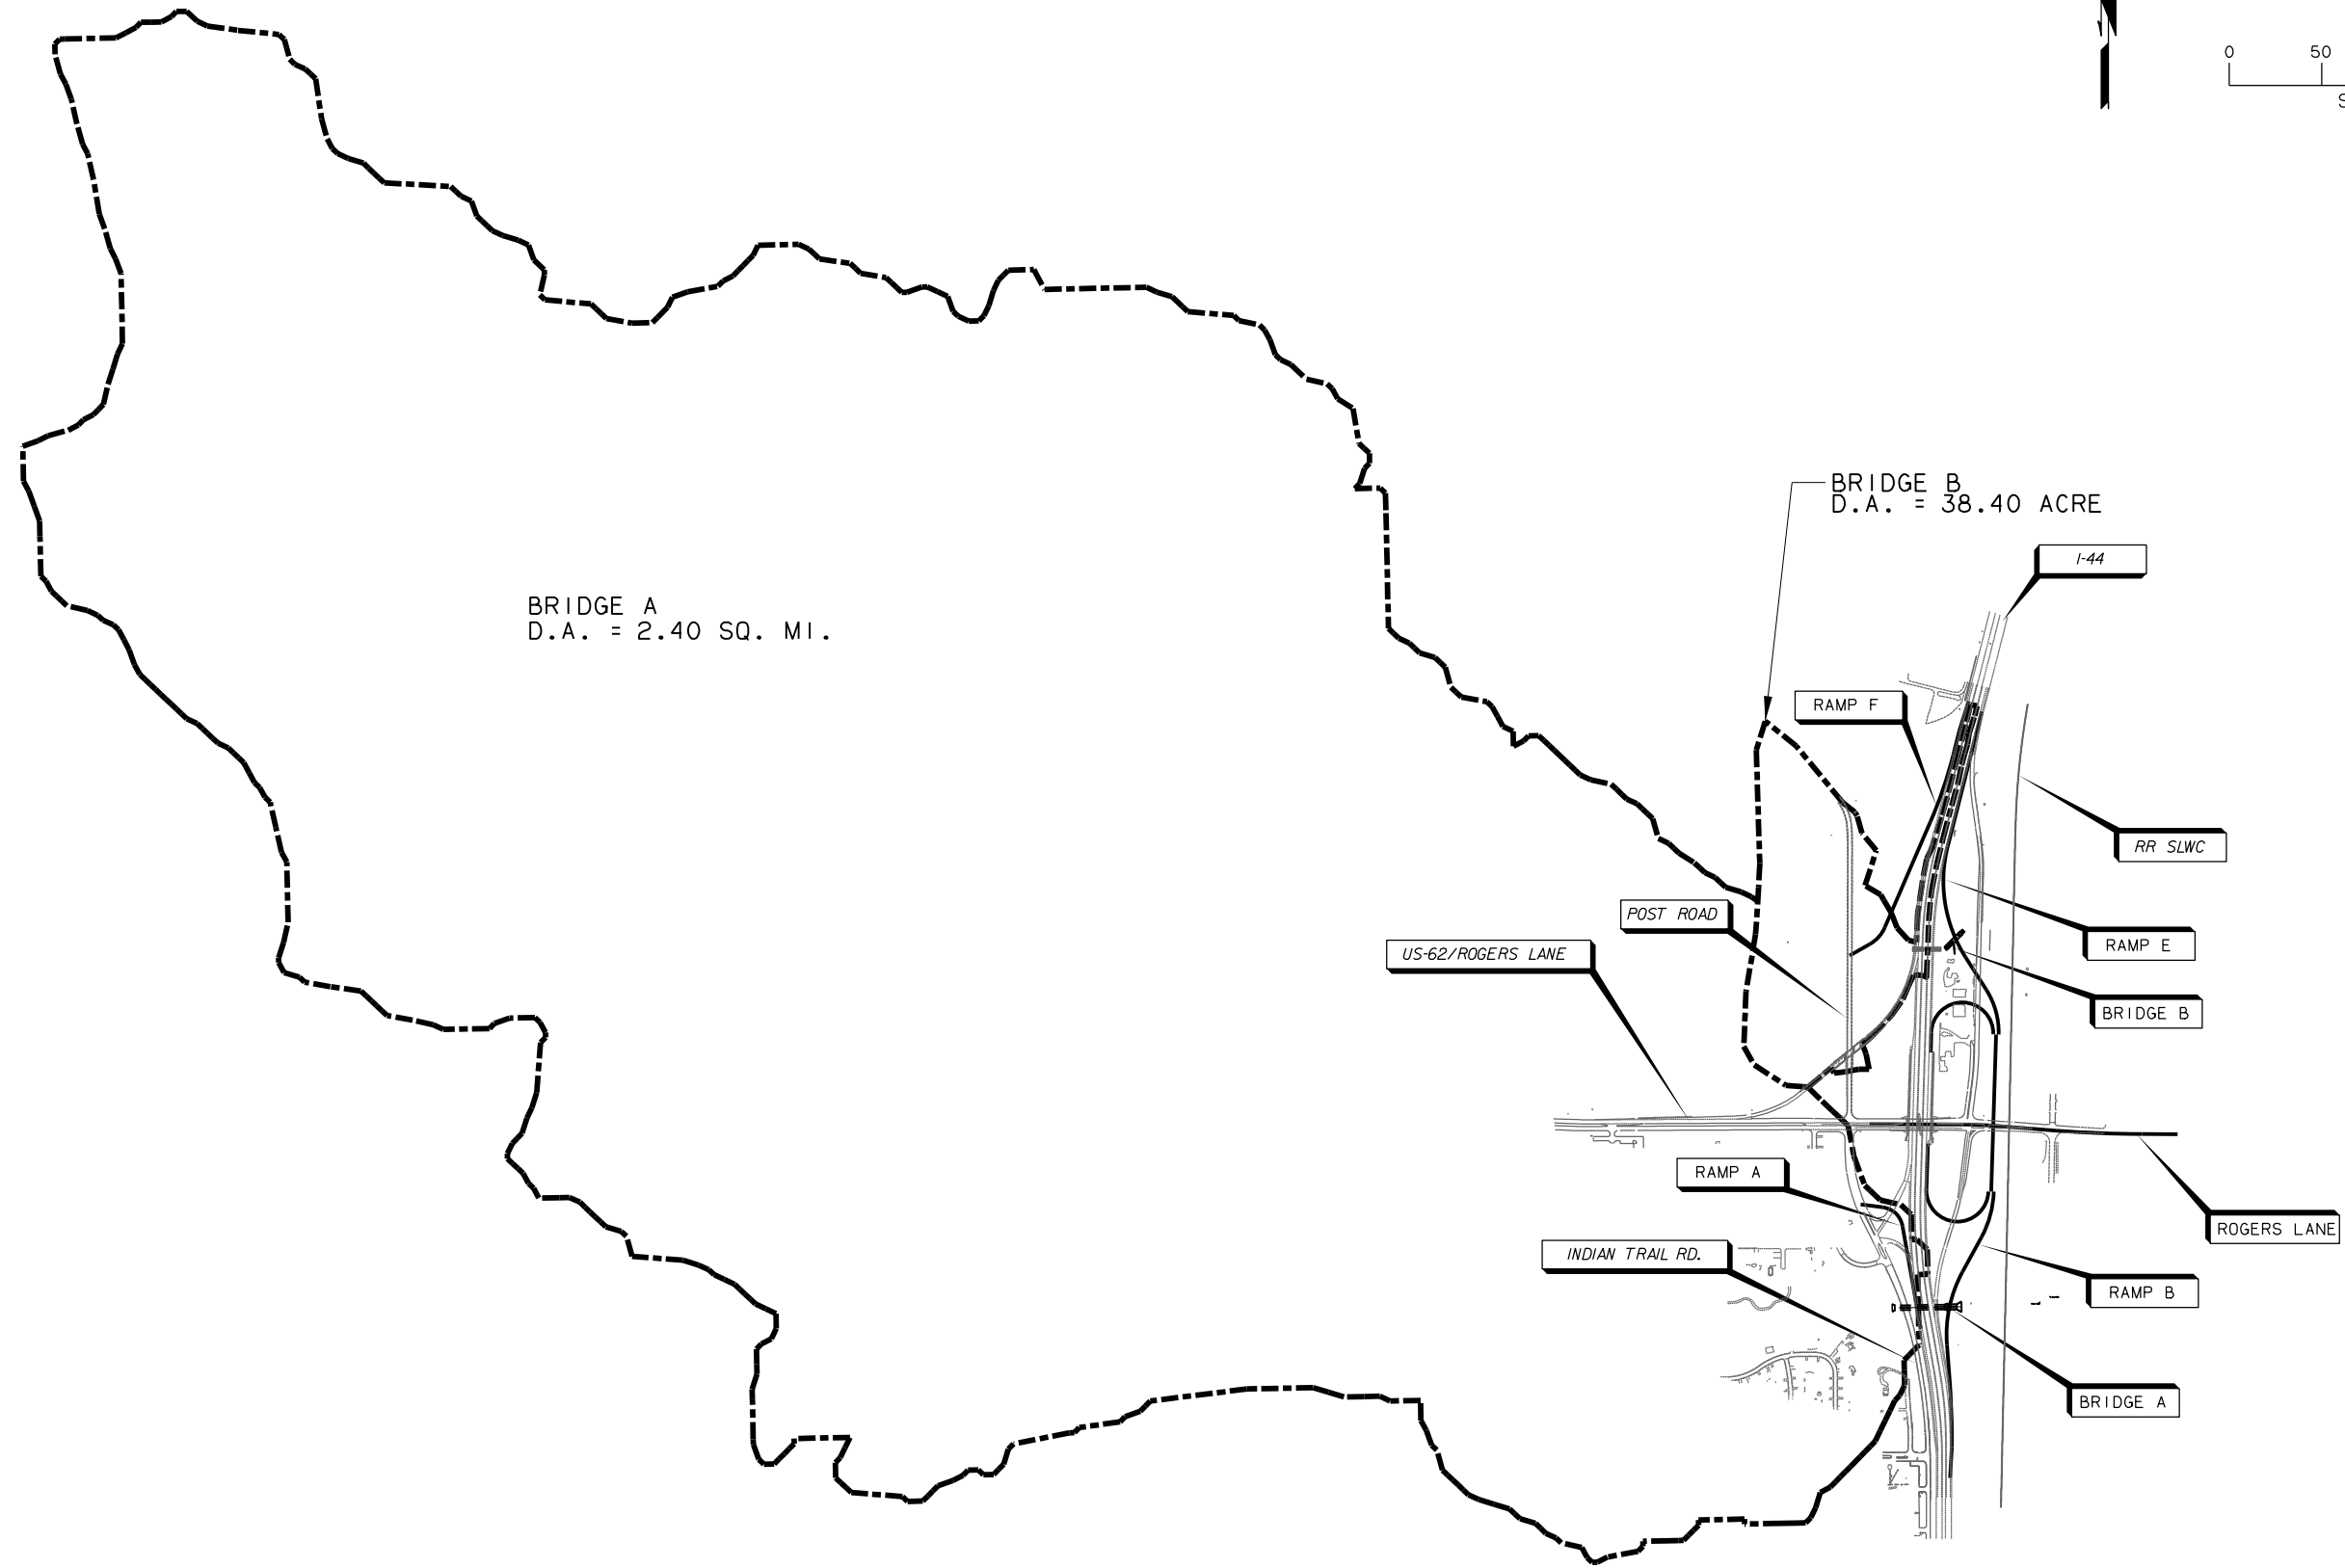 0 50
S
BRIDGE B
D.A. = 38.40 ACRE
I-44
BRIDGE A
D.A. = 2.40 SQ. MI.
RAMP F
RR SLWC
POST ROAD
US-62/ROGERS LANE
RAMP E
BRIDGE B
RAMP A
ROGERS LANE
INDIAN TRAIL RD.
RAMP B
BRIDGE A